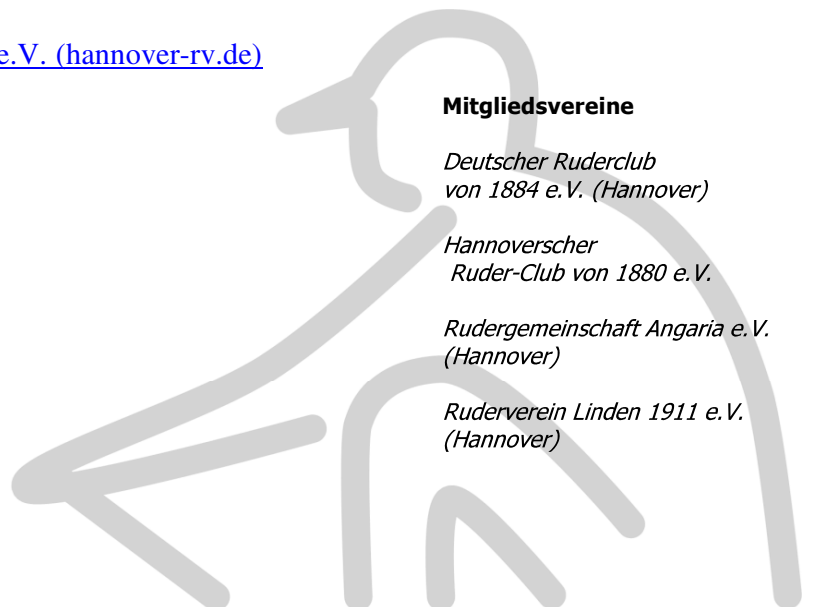 e.V. (hannover-rv.de)
Mitgliedsvereine
Deutscher Ruderclub
von 1884 e.V. (Hannover)
Hannoverscher
Ruder-Club von 1880 e.V.
Rudergemeinschaft Angaria e.V.
(Hannover)
Ruderverein Linden 1911 e.V.
(Hannover)